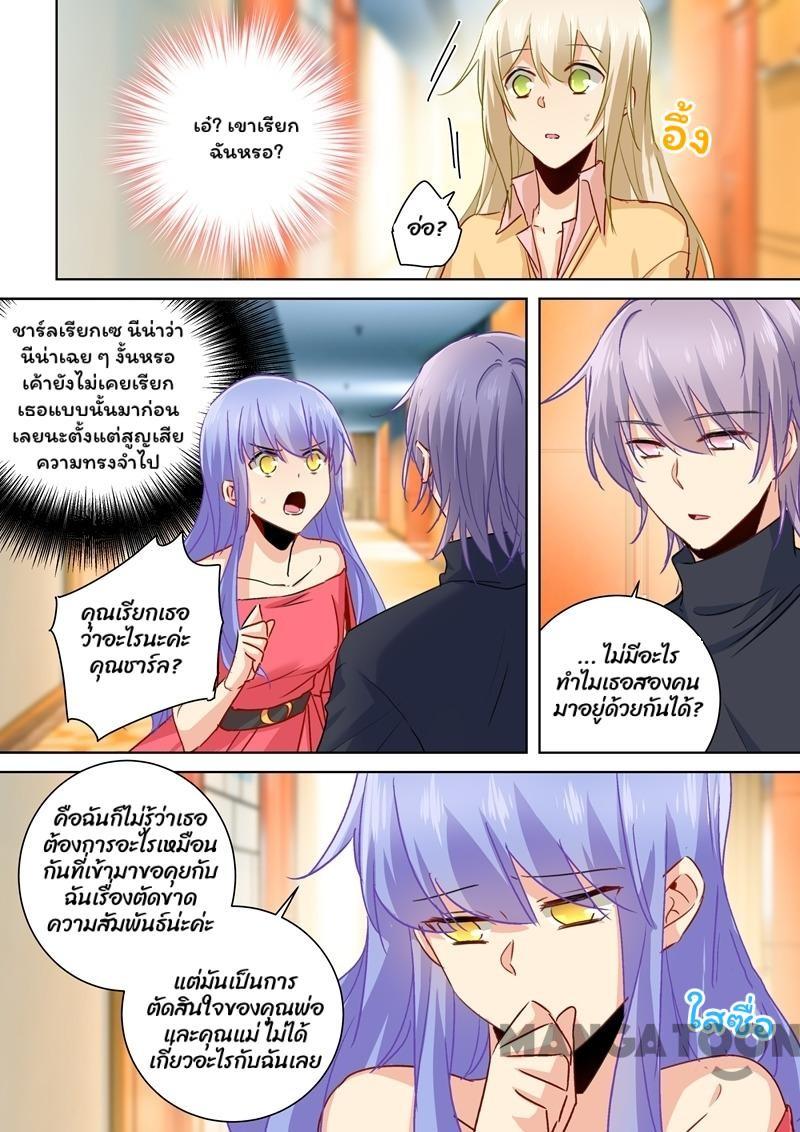 เอ๋? เขาเรียก
ฉันหรอ?
อึ้ง
อ่อ?
ชาร์ลเรียกเซ นีน่าว่า
นีน่าเฉย ๆ งั้นหรอ
เค้ายังไม่เคยเรียก
เธอแบบนั้นมาก่อน
เลยนะตั้งแต่สูญเสีย
ความทรงจำไป
คุณเรียกเธอ
ว่าอะไรนะค่ะ
คุณชาร์ล?
... ไม่มีอะไร
ทำไมเธอสองคน
มาอยู่ด้วยกันได้?
คือฉันก็ไม่รู้ว่าเธอ
ต้องการอะไรเหมือน
กันที่เข้ามาขอคุยกับ
ฉันเรื่องตัดขาด
ความสัมพันธ์น่ะค่ะ
แต่มันเป็นการ
ตัดสินใจของคุณพ่อ
และคุณแม่ ไม่ได้
เกี่ยวอะไรกับฉันเลย
ใสซื่อ
MANGATOON